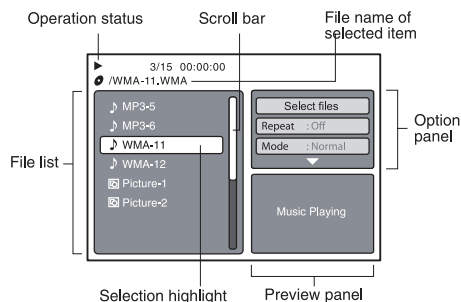 Operation status
Scroll bar
File name of
selected item
3/15 00:00:00
/WMA-11.WMA
MP3-5
MP3-6
WMA-11
WMA-12
Picture-1
Picture-2
Select files
Repeat : Off
Mode : Normal
Music Playing
File list
Option
panel
Selection highlight
Preview panel